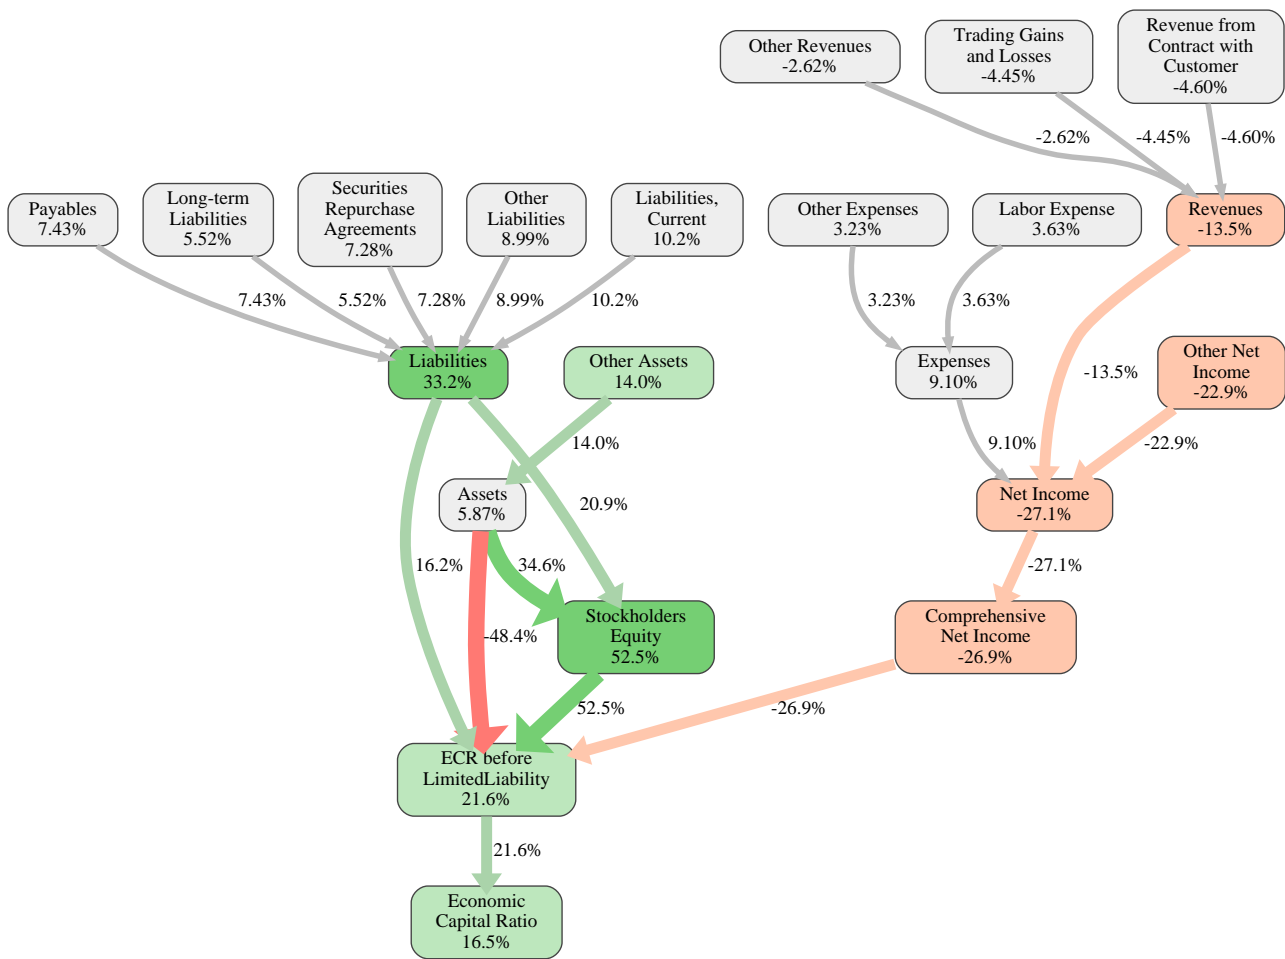 Other Revenues
-2.62%
Trading Gains
and Losses
-4.45%
Revenue from
Contract with
Customer
-4.60%
-2.62%
-4.45%
-4.60%
Payables
7.43%
Long-term
Liabilities
5.52%
Securities
Repurchase
Agreements
7.28%
Other
Liabilities
8.99%
Liabilities,
Current
10.2%
Other Expenses
3.23%
Labor Expense
3.63%
Revenues
-13.5%
7.43%
5.52%
7.28%
8.99%
10.2%
3.23%
3.63%
-13.5%
Liabilities
33.2%
Other Assets
14.0%
Expenses
9.10%
Other Net
Income
-22.9%
14.0%
20.9%
9.10%
-22.9%
Assets
5.87%
Net Income
-27.1%
16.2%
34.6%
-48.4%
-27.1%
Stockholders
Equity
52.5%
Comprehensive
Net Income
-26.9%
52.5%
-26.9%
ECR before
LimitedLiability
21.6%
21.6%
Economic
Capital Ratio
16.5%